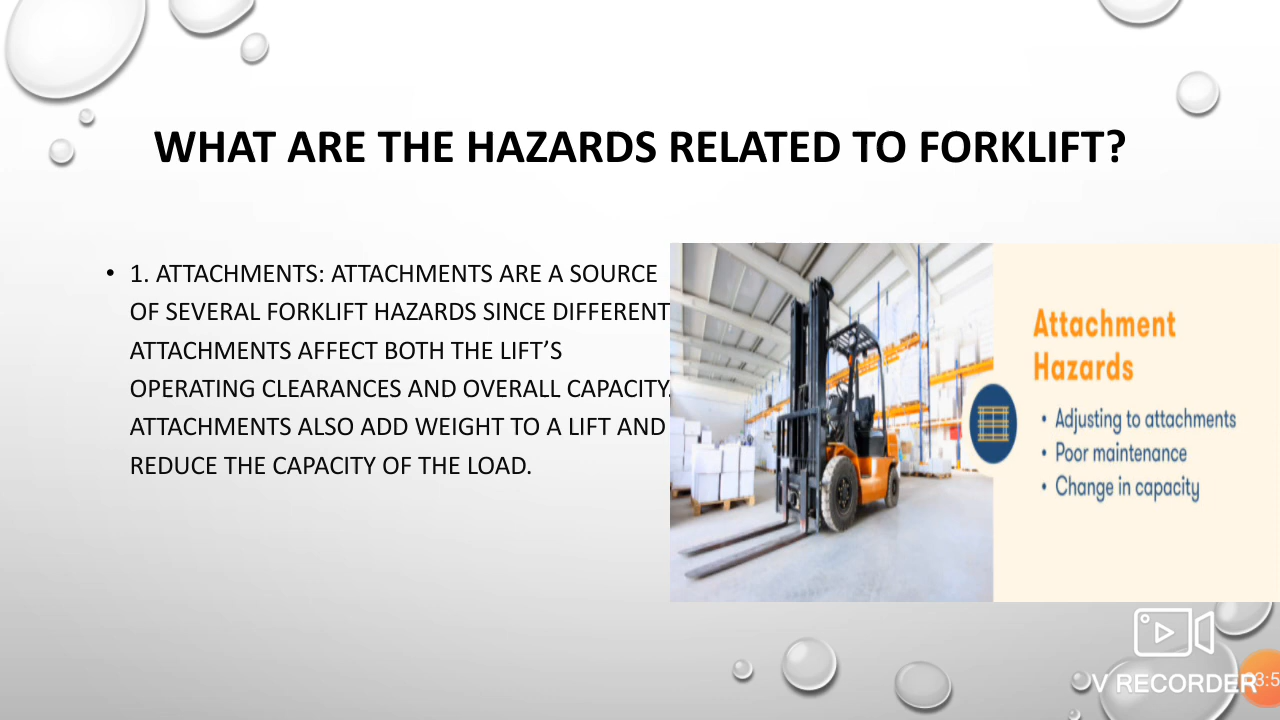 WHAT ARE THE HAZARDS RELATED TO FORKLIFT?
• 1. ATTACHMENTS: ATTACHMENTS ARE A SOURCE
OF SEVERAL FORKLIFT HAZARDS SINCE DIFFERENT
ATTACHMENTS AFFECT BOTH THE LIFT’S
OPERATING CLEARANCES AND OVERALL CAPACITY.
ATTACHMENTS ALSO ADD WEIGHT TO A LIFT AND
REDUCE THE CAPACITY OF THE LOAD.
Attachment
Hazards
• Adjusting to attachments
• Poor maintenance
• Change in capacity
V RECORDER